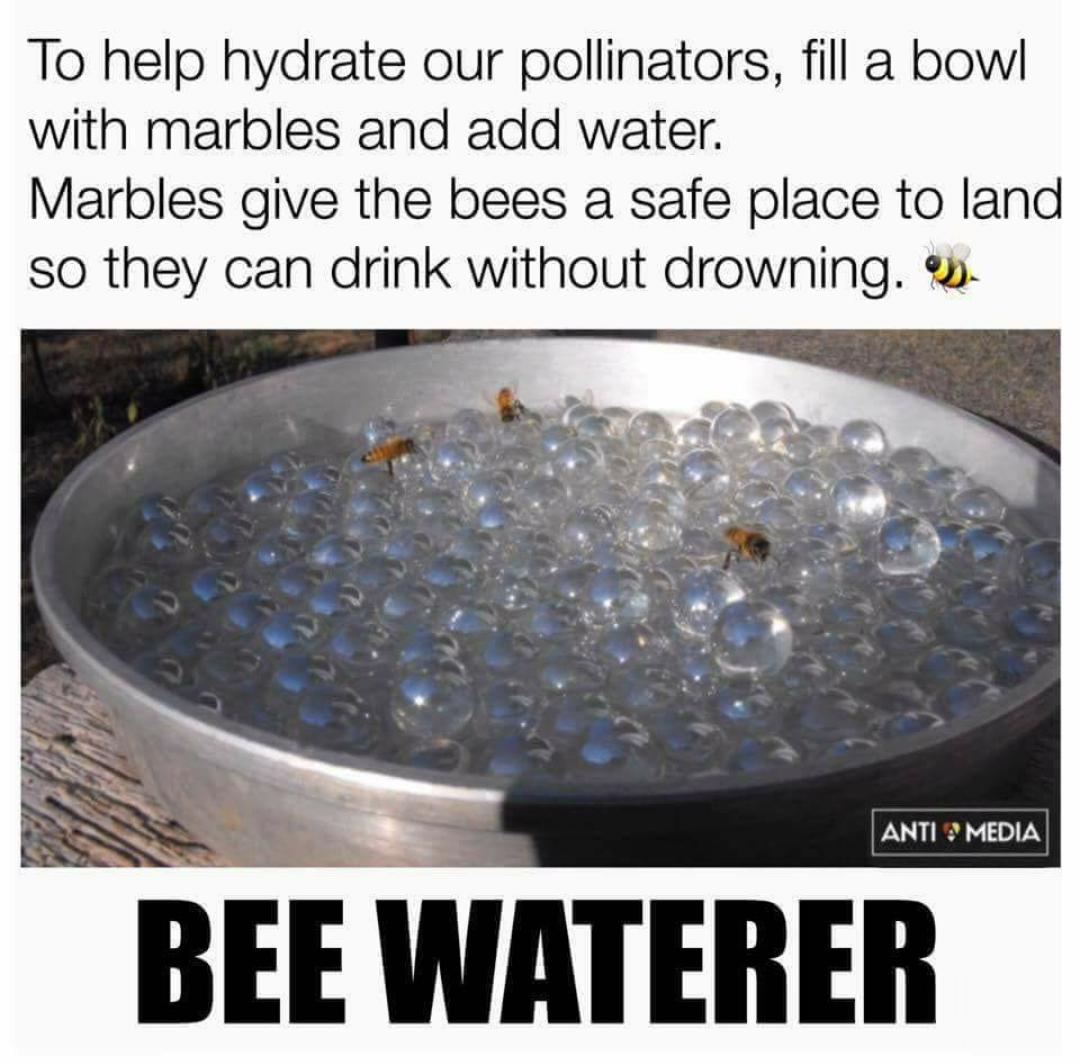 To help hydrate our pollinators, fill a bowl
with marbles and add water.
Marbles give the bees a safe place to land
so they can drink without drowning. 🐝
ANTI MEDIA
BEE WATERER